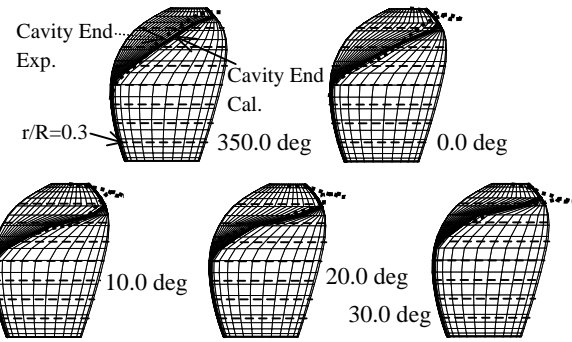 Cavity End
Exp.
Cavity End
Cal.
r/R=0.3
350.0 deg
0.0 deg
10.0 deg
20.0 deg
30.0 deg